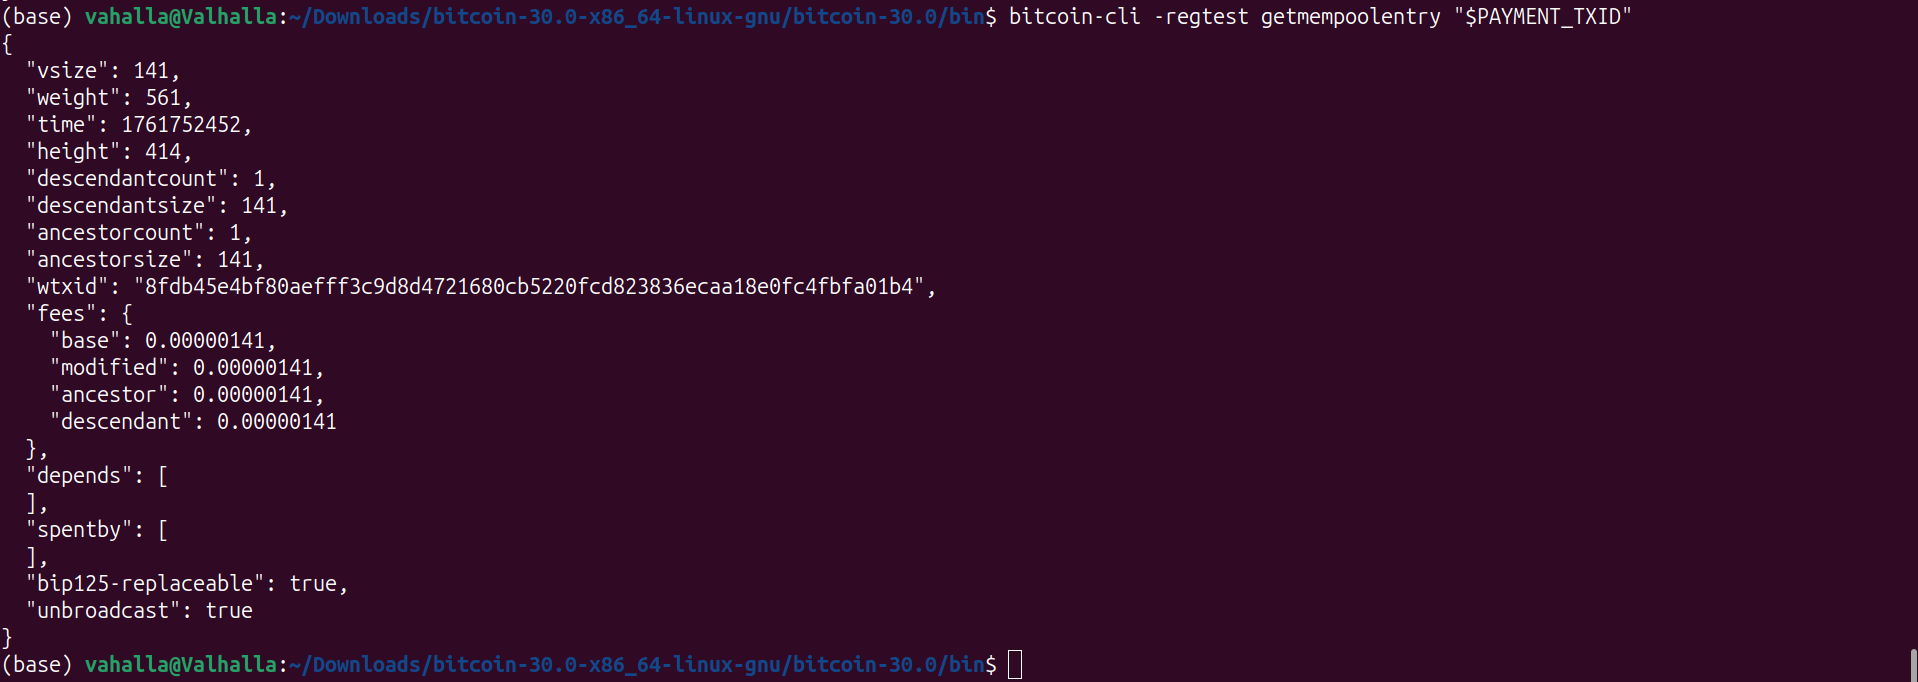 (base) vahalla@Valhalla:~/Downloads/bitcoin-30.0-x86_64-linux-gnu/bitcoin-30.0/bin$ bitcoin-cli -regtest getmempoolentry "$PAYMENT_TXID"
{
  "vsize": 141,
  "weight": 561,
  "time": 1761752452,
  "height": 414,
  "descendantcount": 1,
  "descendantsize": 141,
  "ancestorcount": 1,
  "ancestorsize": 141,
  "wtxid": "8fdb45e4bf80aefff3c9d8d4721680cb5220fcd823836ecaa18e0fc4fbfa01b4",
  "fees": {
    "base": 0.00000141,
    "modified": 0.00000141,
    "ancestor": 0.00000141,
    "descendant": 0.00000141
  },
  "depends": [
  ],
  "spentby": [
  ],
  "bip125-replaceable": true,
  "unbroadcast": true
}
(base) vahalla@Valhalla:~/Downloads/bitcoin-30.0-x86_64-linux-gnu/bitcoin-30.0/bin$